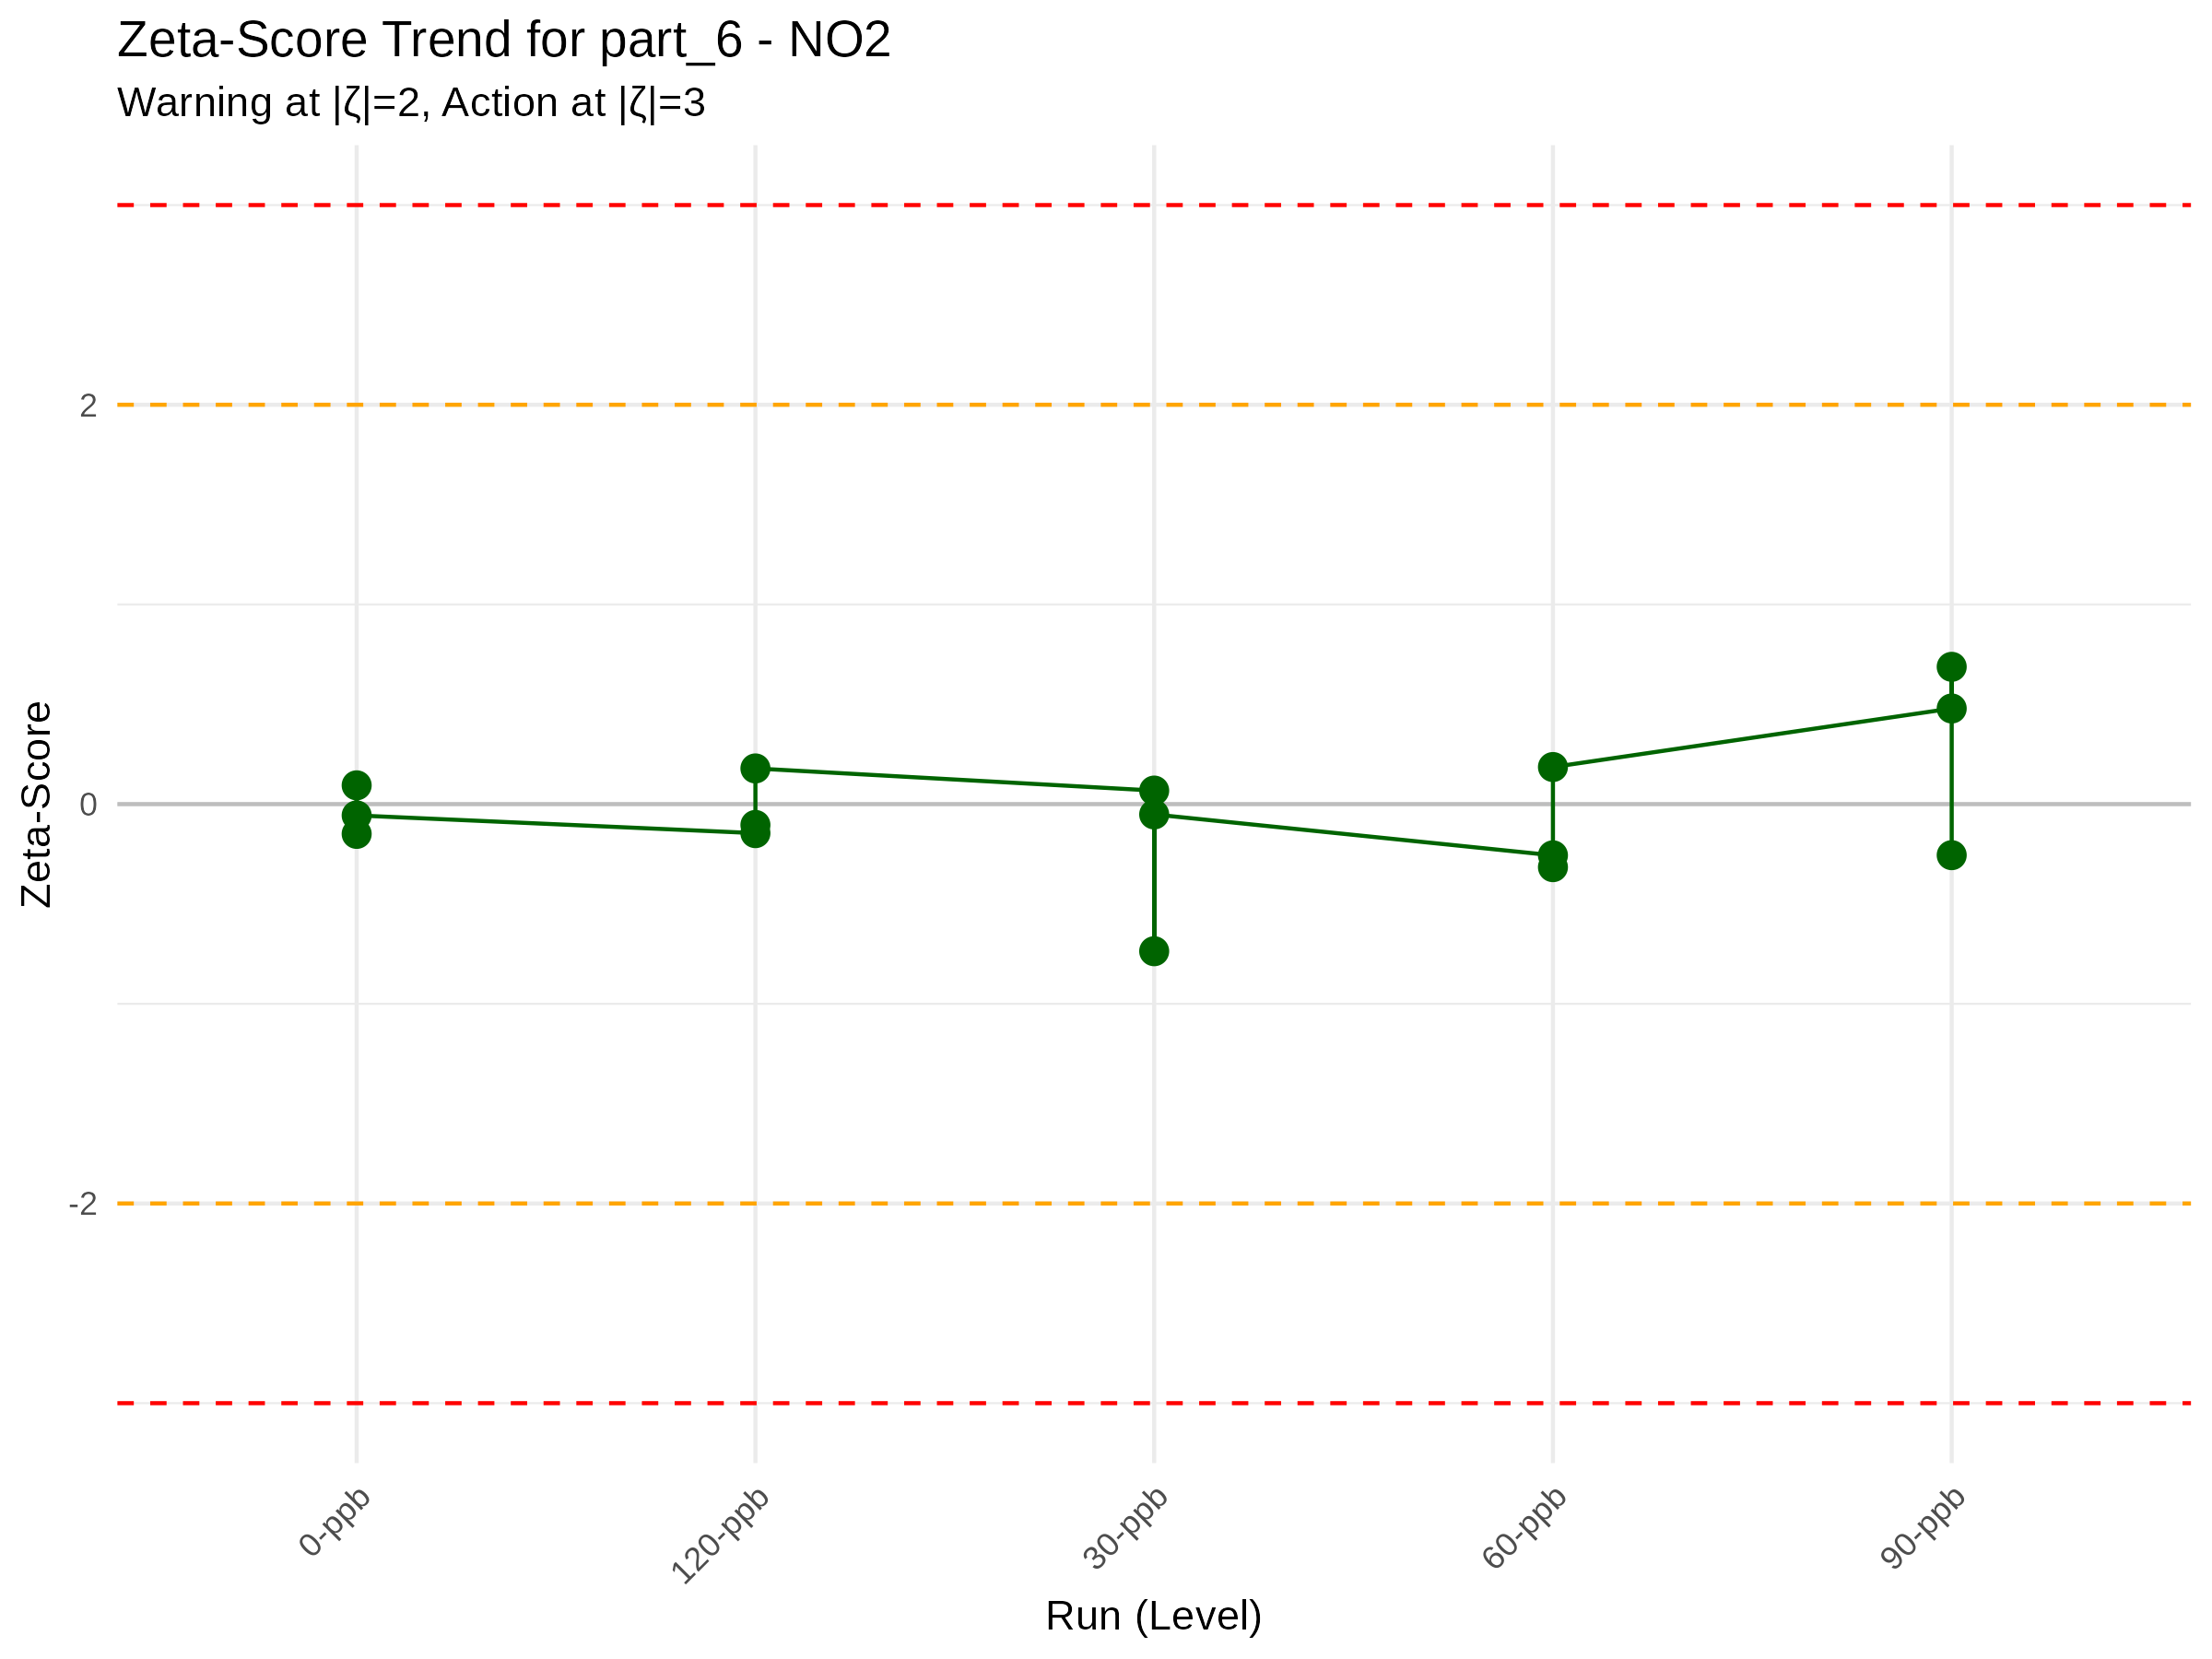 Zeta-Score Trend for part_6 - NO2
Warning at |ζ|=2, Action at |ζ|=3
Zeta-Score
2
0
-2
0-ppb
120-ppb
30-ppb
60-ppb
90-ppb
Run (Level)